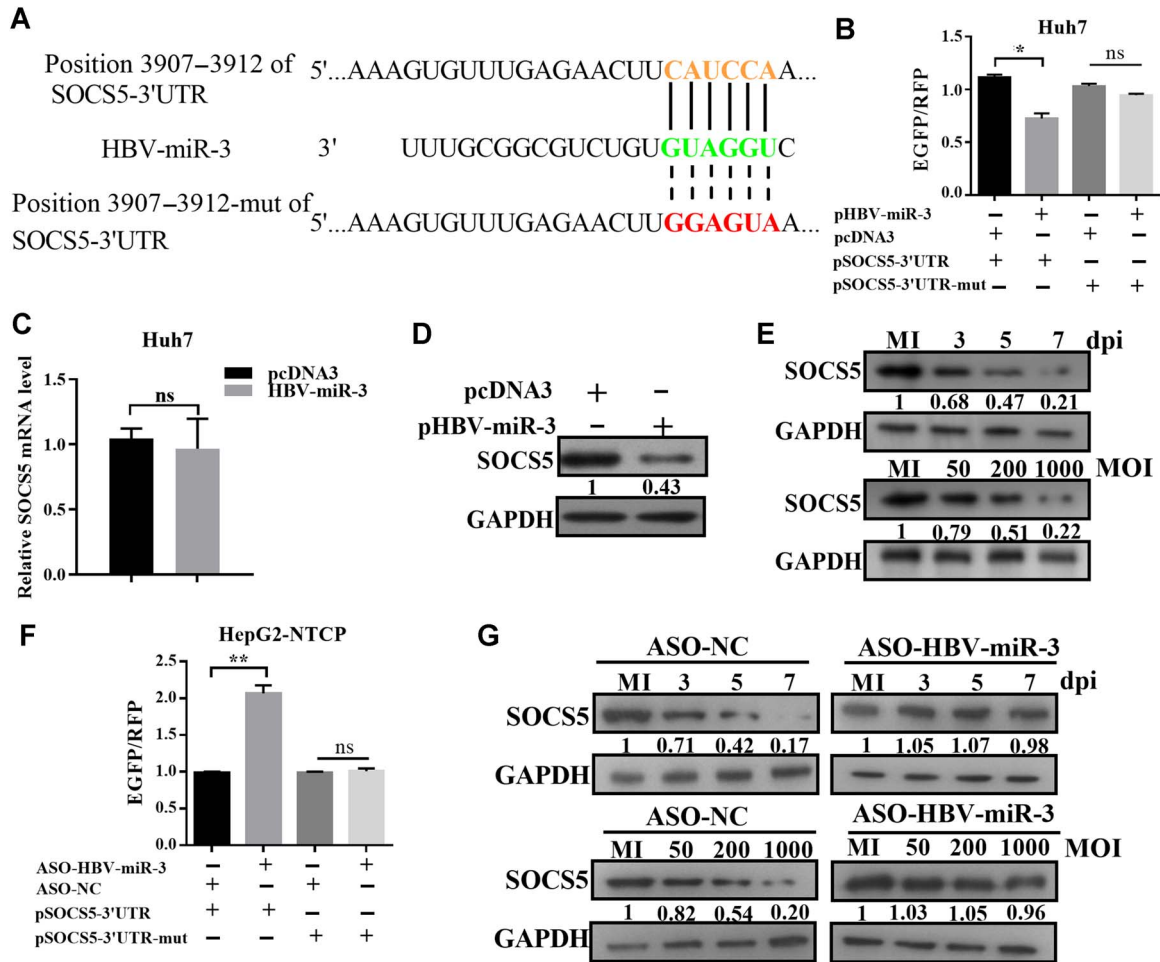 A
Position 3907–3912 of
SOCS5-3'UTR
5'...AAAGUGUUUGAGAACUUCAUCCAA...
HBV-miR-3
3'
UUUGCGGCGUCUGUGUAGGUC
Position 3907–3912-mut of
SOCS5-3'UTR
5'...AAAGUGUUUGAGAACUUGGAGUAA...
B
Huh7
EGFP/RFP
1.5
1.0
0.5
0.0
*
ns
pHBV-miR-3 – + – +
pcDNA3 + – + –
pSOCS5-3'UTR + + – –
pSOCS5-3'UTR-mut – – + +
C
Huh7
Relative SOCS5 mRNA level
1.5
1.0
0.5
0.0
ns
pcDNA3
HBV-miR-3
D
pcDNA3 + –
pHBV-miR-3 – +
SOCS5
1 0.43
GAPDH
E
MI 3 5 7 dpi
SOCS5
1 0.68 0.47 0.21
GAPDH
MI 50 200 1000 MOI
SOCS5
1 0.79 0.51 0.22
GAPDH
F
HepG2-NTCP
EGFP/RFP
2.5
2.0
1.5
1.0
0.5
0.0
**
ns
ASO-HBV-miR-3 – + – +
ASO-NC + – + –
pSOCS5-3'UTR + + – –
pSOCS5-3'UTR-mut – – + +
G
ASO-NC ASO-HBV-miR-3
MI 3 5 7 MI 3 5 7 dpi
SOCS5
1 0.71 0.42 0.17 1 1.05 1.07 0.98
GAPDH
ASO-NC ASO-HBV-miR-3
MI 50 200 1000 MI 50 200 1000 MOI
SOCS5
1 0.82 0.54 0.20 1 1.03 1.05 0.96
GAPDH